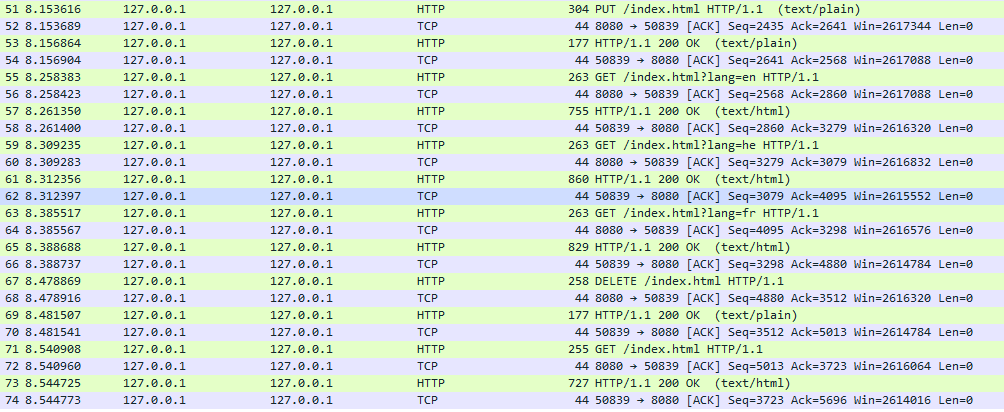 51 8.153616 127.0.0.1 127.0.0.1 HTTP 304 PUT /index.html HTTP/1.1 (text/plain)
52 8.153689 127.0.0.1 127.0.0.1 TCP 44 8080 → 50839 [ACK] Seq=2435 Ack=2641 Win=2617344 Len=0
53 8.156864 127.0.0.1 127.0.0.1 HTTP 177 HTTP/1.1 200 OK (text/plain)
54 8.156904 127.0.0.1 127.0.0.1 TCP 44 50839 → 8080 [ACK] Seq=2641 Ack=2568 Win=2617088 Len=0
55 8.258383 127.0.0.1 127.0.0.1 HTTP 263 GET /index.html?lang=en HTTP/1.1
56 8.258423 127.0.0.1 127.0.0.1 TCP 44 8080 → 50839 [ACK] Seq=2568 Ack=2860 Win=2617088 Len=0
57 8.261350 127.0.0.1 127.0.0.1 HTTP 755 HTTP/1.1 200 OK (text/html)
58 8.261400 127.0.0.1 127.0.0.1 TCP 44 50839 → 8080 [ACK] Seq=2860 Ack=3279 Win=2616320 Len=0
59 8.309235 127.0.0.1 127.0.0.1 HTTP 263 GET /index.html?lang=he HTTP/1.1
60 8.309283 127.0.0.1 127.0.0.1 TCP 44 8080 → 50839 [ACK] Seq=3279 Ack=3079 Win=2616832 Len=0
61 8.312356 127.0.0.1 127.0.0.1 HTTP 860 HTTP/1.1 200 OK (text/html)
62 8.312397 127.0.0.1 127.0.0.1 TCP 44 50839 → 8080 [ACK] Seq=3079 Ack=4095 Win=2615552 Len=0
63 8.385517 127.0.0.1 127.0.0.1 HTTP 263 GET /index.html?lang=fr HTTP/1.1
64 8.385567 127.0.0.1 127.0.0.1 TCP 44 8080 → 50839 [ACK] Seq=4095 Ack=3298 Win=2616576 Len=0
65 8.388688 127.0.0.1 127.0.0.1 HTTP 829 HTTP/1.1 200 OK (text/html)
66 8.388737 127.0.0.1 127.0.0.1 TCP 44 50839 → 8080 [ACK] Seq=3298 Ack=4880 Win=2614784 Len=0
67 8.478869 127.0.0.1 127.0.0.1 HTTP 258 DELETE /index.html HTTP/1.1
68 8.478916 127.0.0.1 127.0.0.1 TCP 44 8080 → 50839 [ACK] Seq=4880 Ack=3512 Win=2616320 Len=0
69 8.481507 127.0.0.1 127.0.0.1 HTTP 177 HTTP/1.1 200 OK (text/plain)
70 8.481541 127.0.0.1 127.0.0.1 TCP 44 50839 → 8080 [ACK] Seq=3512 Ack=5013 Win=2614784 Len=0
71 8.540908 127.0.0.1 127.0.0.1 HTTP 255 GET /index.html HTTP/1.1
72 8.540960 127.0.0.1 127.0.0.1 TCP 44 8080 → 50839 [ACK] Seq=5013 Ack=3723 Win=2616064 Len=0
73 8.544725 127.0.0.1 127.0.0.1 HTTP 727 HTTP/1.1 200 OK (text/html)
74 8.544773 127.0.0.1 127.0.0.1 TCP 44 50839 → 8080 [ACK] Seq=3723 Ack=5696 Win=2614016 Len=0